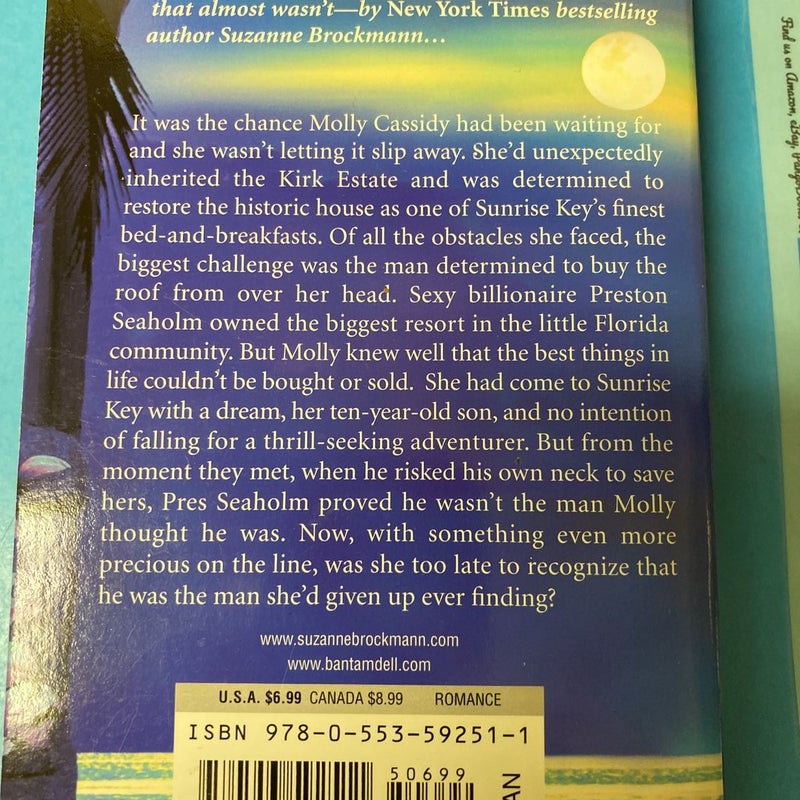 that almost wasn't—by New York Times bestselling
author Suzanne Brockmann...
It was the chance Molly Cassidy had been waiting for
and she wasn't letting it slip away. She'd unexpectedly
inherited the Kirk Estate and was determined to
restore the historic house as one of Sunrise Key's finest
bed-and-breakfasts. Of all the obstacles she faced, the
biggest challenge was the man determined to buy the
roof from over her head. Sexy billionaire Preston
Seaholm owned the biggest resort in the little Florida
community. But Molly knew well that the best things in
life couldn't be bought or sold. She had come to Sunrise
Key with a dream, her ten-year-old son, and no intention
of falling for a thrill-seeking adventurer. But from the
moment they met, when he risked his own neck to save
hers, Pres Seaholm proved he wasn't the man Molly
thought he was. Now, with something even more
precious on the line, was she too late to recognize that
he was the man she'd given up ever finding?
www.suzannebrockmann.com
www.bantamdell.com
U.S.A. $6.99 CANADA $8.99 ROMANCE
ISBN 978-0-553-59251-1
50699
AN
Find us on Amazon, eBay,